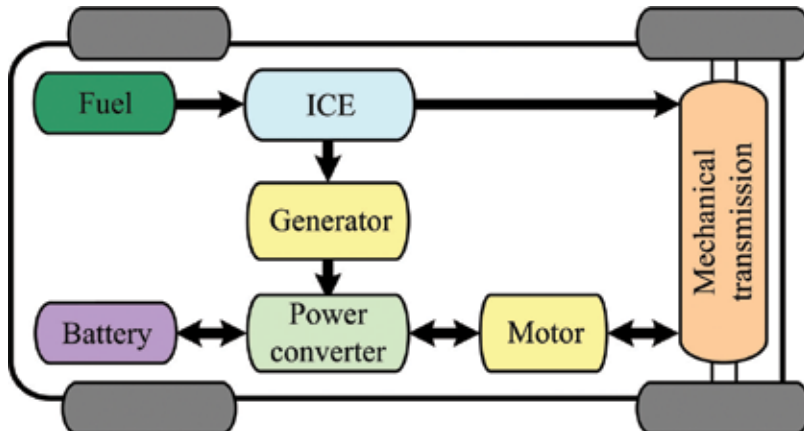 Fuel
ICE
Generator
Battery
Power
converter
Motor
Mechanical
transmission